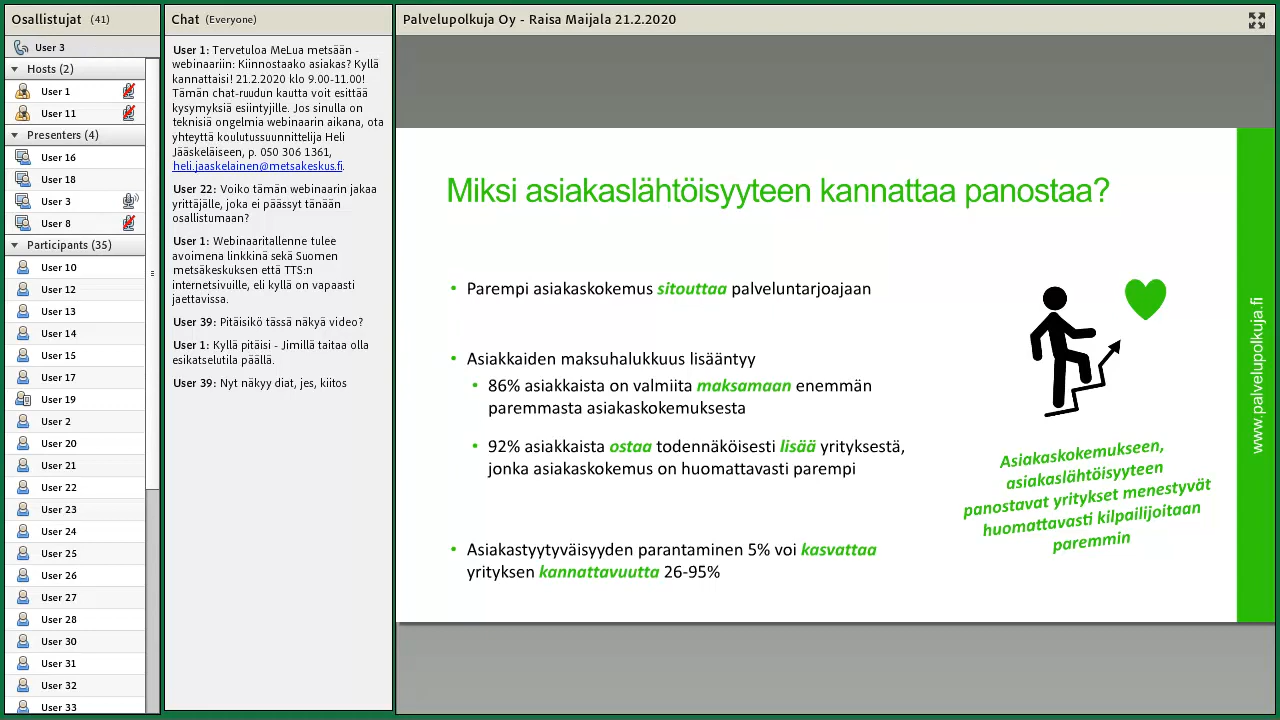 Osallistujat (41)
User 3
Hosts (2)
User 1
User 11
Presenters (4)
User 16
User 18
User 3
User 8
Participants (35)
User 10
User 12
User 13
User 14
User 15
User 17
User 19
User 2
User 20
User 21
User 22
User 23
User 24
User 25
User 26
User 27
User 28
User 30
User 31
User 32
User 33
Chat (Everyone)
User 1: Tervetuloa MeLua metsään -
webinaariin: Kiinnostaako asiakas? Kyllä
kannattaisi! 21.2.2020 klo 9.00-11.00!
Tämän chat-ruudun kautta voit esittää
kysymyksiä esiintyjille. Jos sinulla on
teknisiä ongelmia webinaarin aikana, ota
yhteyttä koulutussuunnittelija Heli
Jääskeläiseen, p. 050 306 1361,
heli.jaaskelainen@metsakeskus.fi.
User 22: Voiko tämän webinaarin jakaa
yrittäjälle, joka ei päässyt tänään
osallistumaan?
User 1: Webinaaritallenne tulee
avoimena linkkinä sekä Suomen
metsäkeskuksen että TTS:n
internetsivuille, eli kyllä on vapaasti
jaettavissa.
User 39: Pitäisikö tässä näkyä video?
User 1: Kyllä pitäisi - Jimillä taitaa olla
esikatselutila päällä.
User 39: Nyt näkyy diat, jes, kiitos
Palvelupolkuja Oy - Raisa Maijala 21.2.2020
Miksi asiakaslähtöisyyteen kannattaa panostaa?
• Parempi asiakaskokemus sitouttaa palveluntarjoajaan
• Asiakkaiden maksuhalukkuus lisääntyy
• 86% asiakkaista on valmiita maksamaan enemmän
paremmasta asiakaskokemuksesta
• 92% asiakkaista ostaa todennäköisesti lisää yrityksestä,
jonka asiakaskokemus on huomattavasti parempi
• Asiakastyytyväisyyden parantaminen 5% voi kasvattaa
yrityksen kannattavuutta 26-95%
Asiakaskokemukseen,
asiakaslähtöisyyteen
panostavat yritykset menestyvät
huomattavasti kilpailijoitaan
paremmin
www.palvelupolkuja.fi